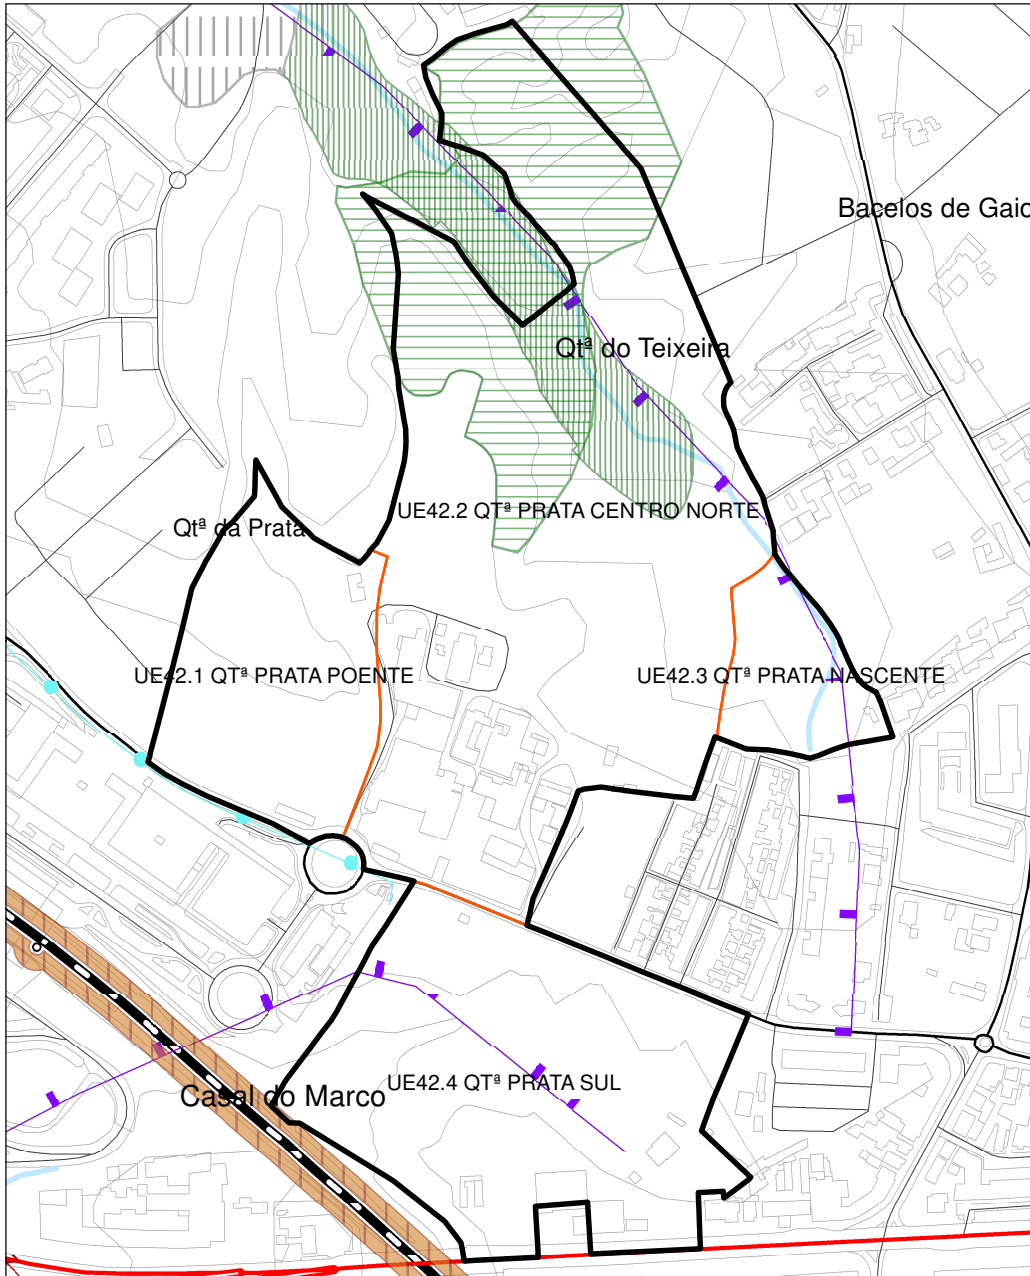 Bacelos de Gaio
Qtª do Teixeira
UE42.2 QTª PRATA CENTRO NORTE
Qtª da Prata
UE42.1 QTª PRATA POENTE
UE42.3 QTª PRATA NASCENTE
UE42.4 QTª PRATA SUL
Casal do Marco